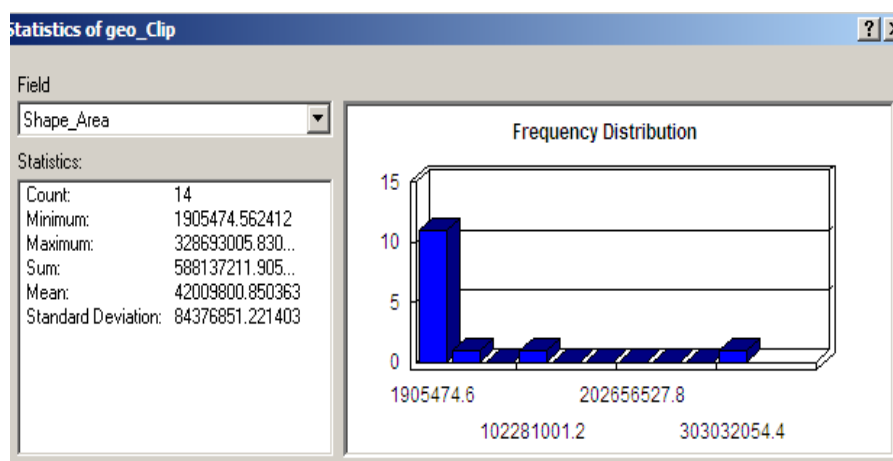 Statistics of geo_Clip
Field
Shape_Area
Statistics:
Count: 14
Minimum: 1905474.562412
Maximum: 328693005.830...
Sum: 588137211.905...
Mean: 42009800.850363
Standard Deviation: 84376851.221403
Frequency Distribution
15
10
5
0
1905474.6 202656527.8
102281001.2 303032054.4